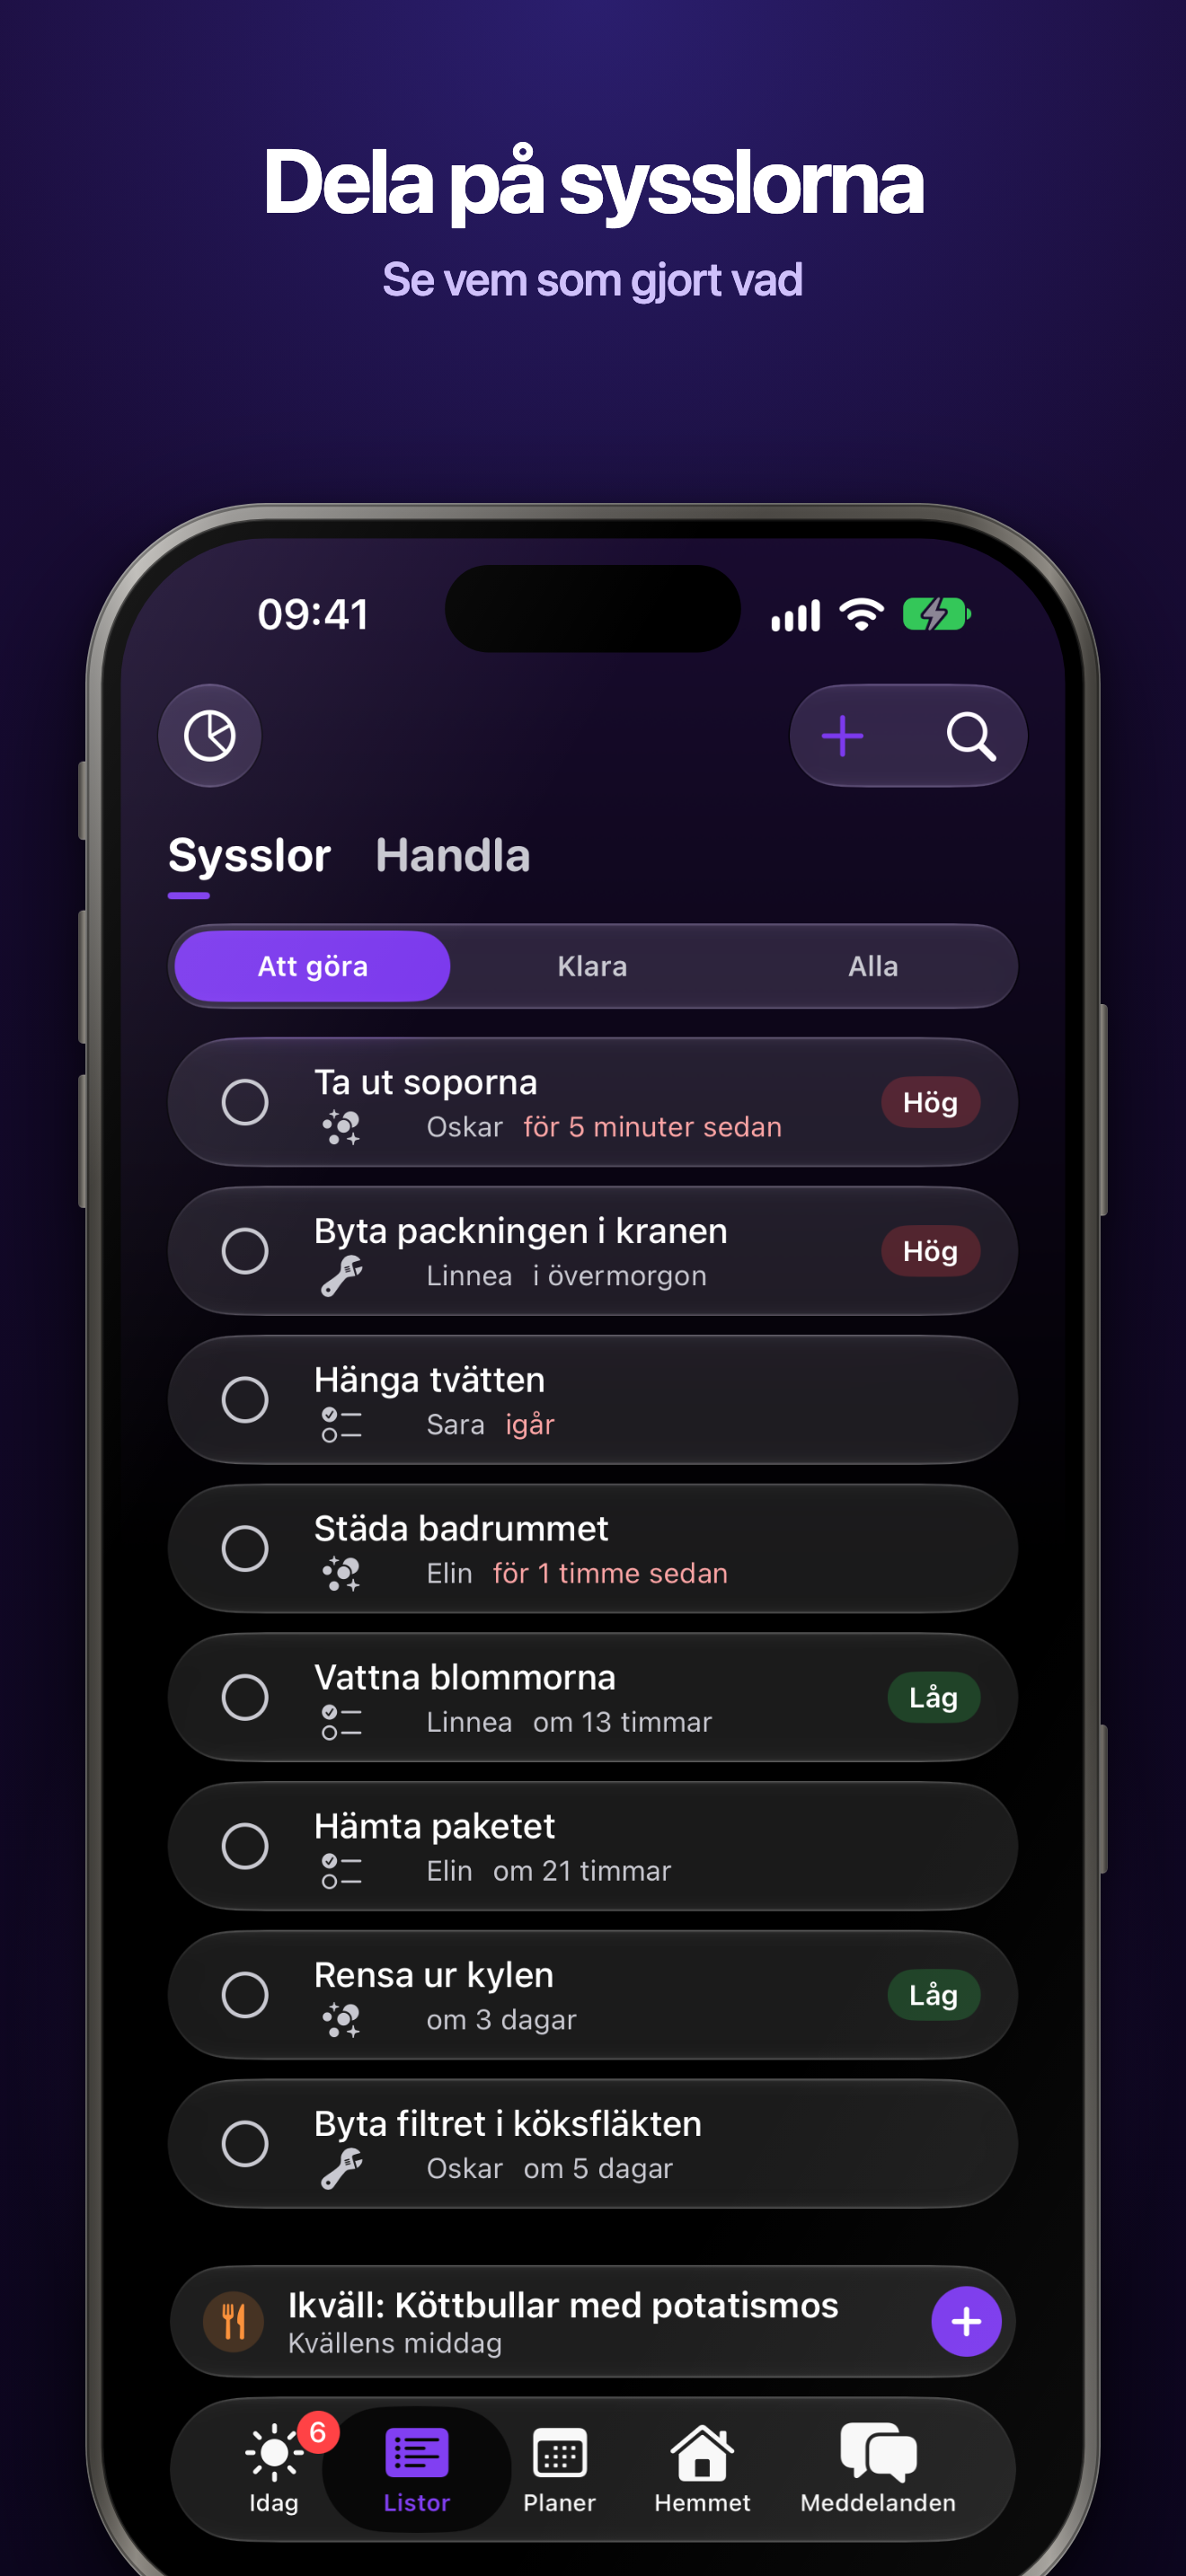 Dela på sysslorna
Se vem som gjort vad
09:41
Sysslor Handla
Att göra Klara Alla
Ta ut soporna
Oskar för 5 minuter sedan
Hög
Byta packningen i kranen
Linnea i övermorgon
Hög
Hänga tvätten
Sara igår
Städa badrummet
Elin för 1 timme sedan
Vattna blommorna
Linnea om 13 timmar
Låg
Hämta paketet
Elin om 21 timmar
Rensa ur kylen
om 3 dagar
Låg
Byta filtret i köksfläkten
Oskar om 5 dagar
Ikväll: Köttbullar med potatismos
Kvällens middag
6
Idag Listor Planer Hemmet Meddelanden